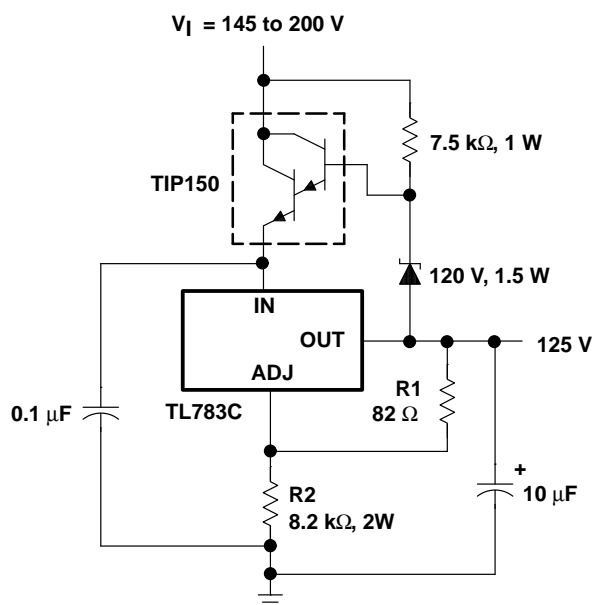 VI = 145 to 200 V
7.5 kΩ, 1 W
TIP150
120 V, 1.5 W
IN
OUT
125 V
ADJ
R1
82 Ω
TL783C
0.1 μF
R2
8.2 kΩ, 2W
+
10 μF